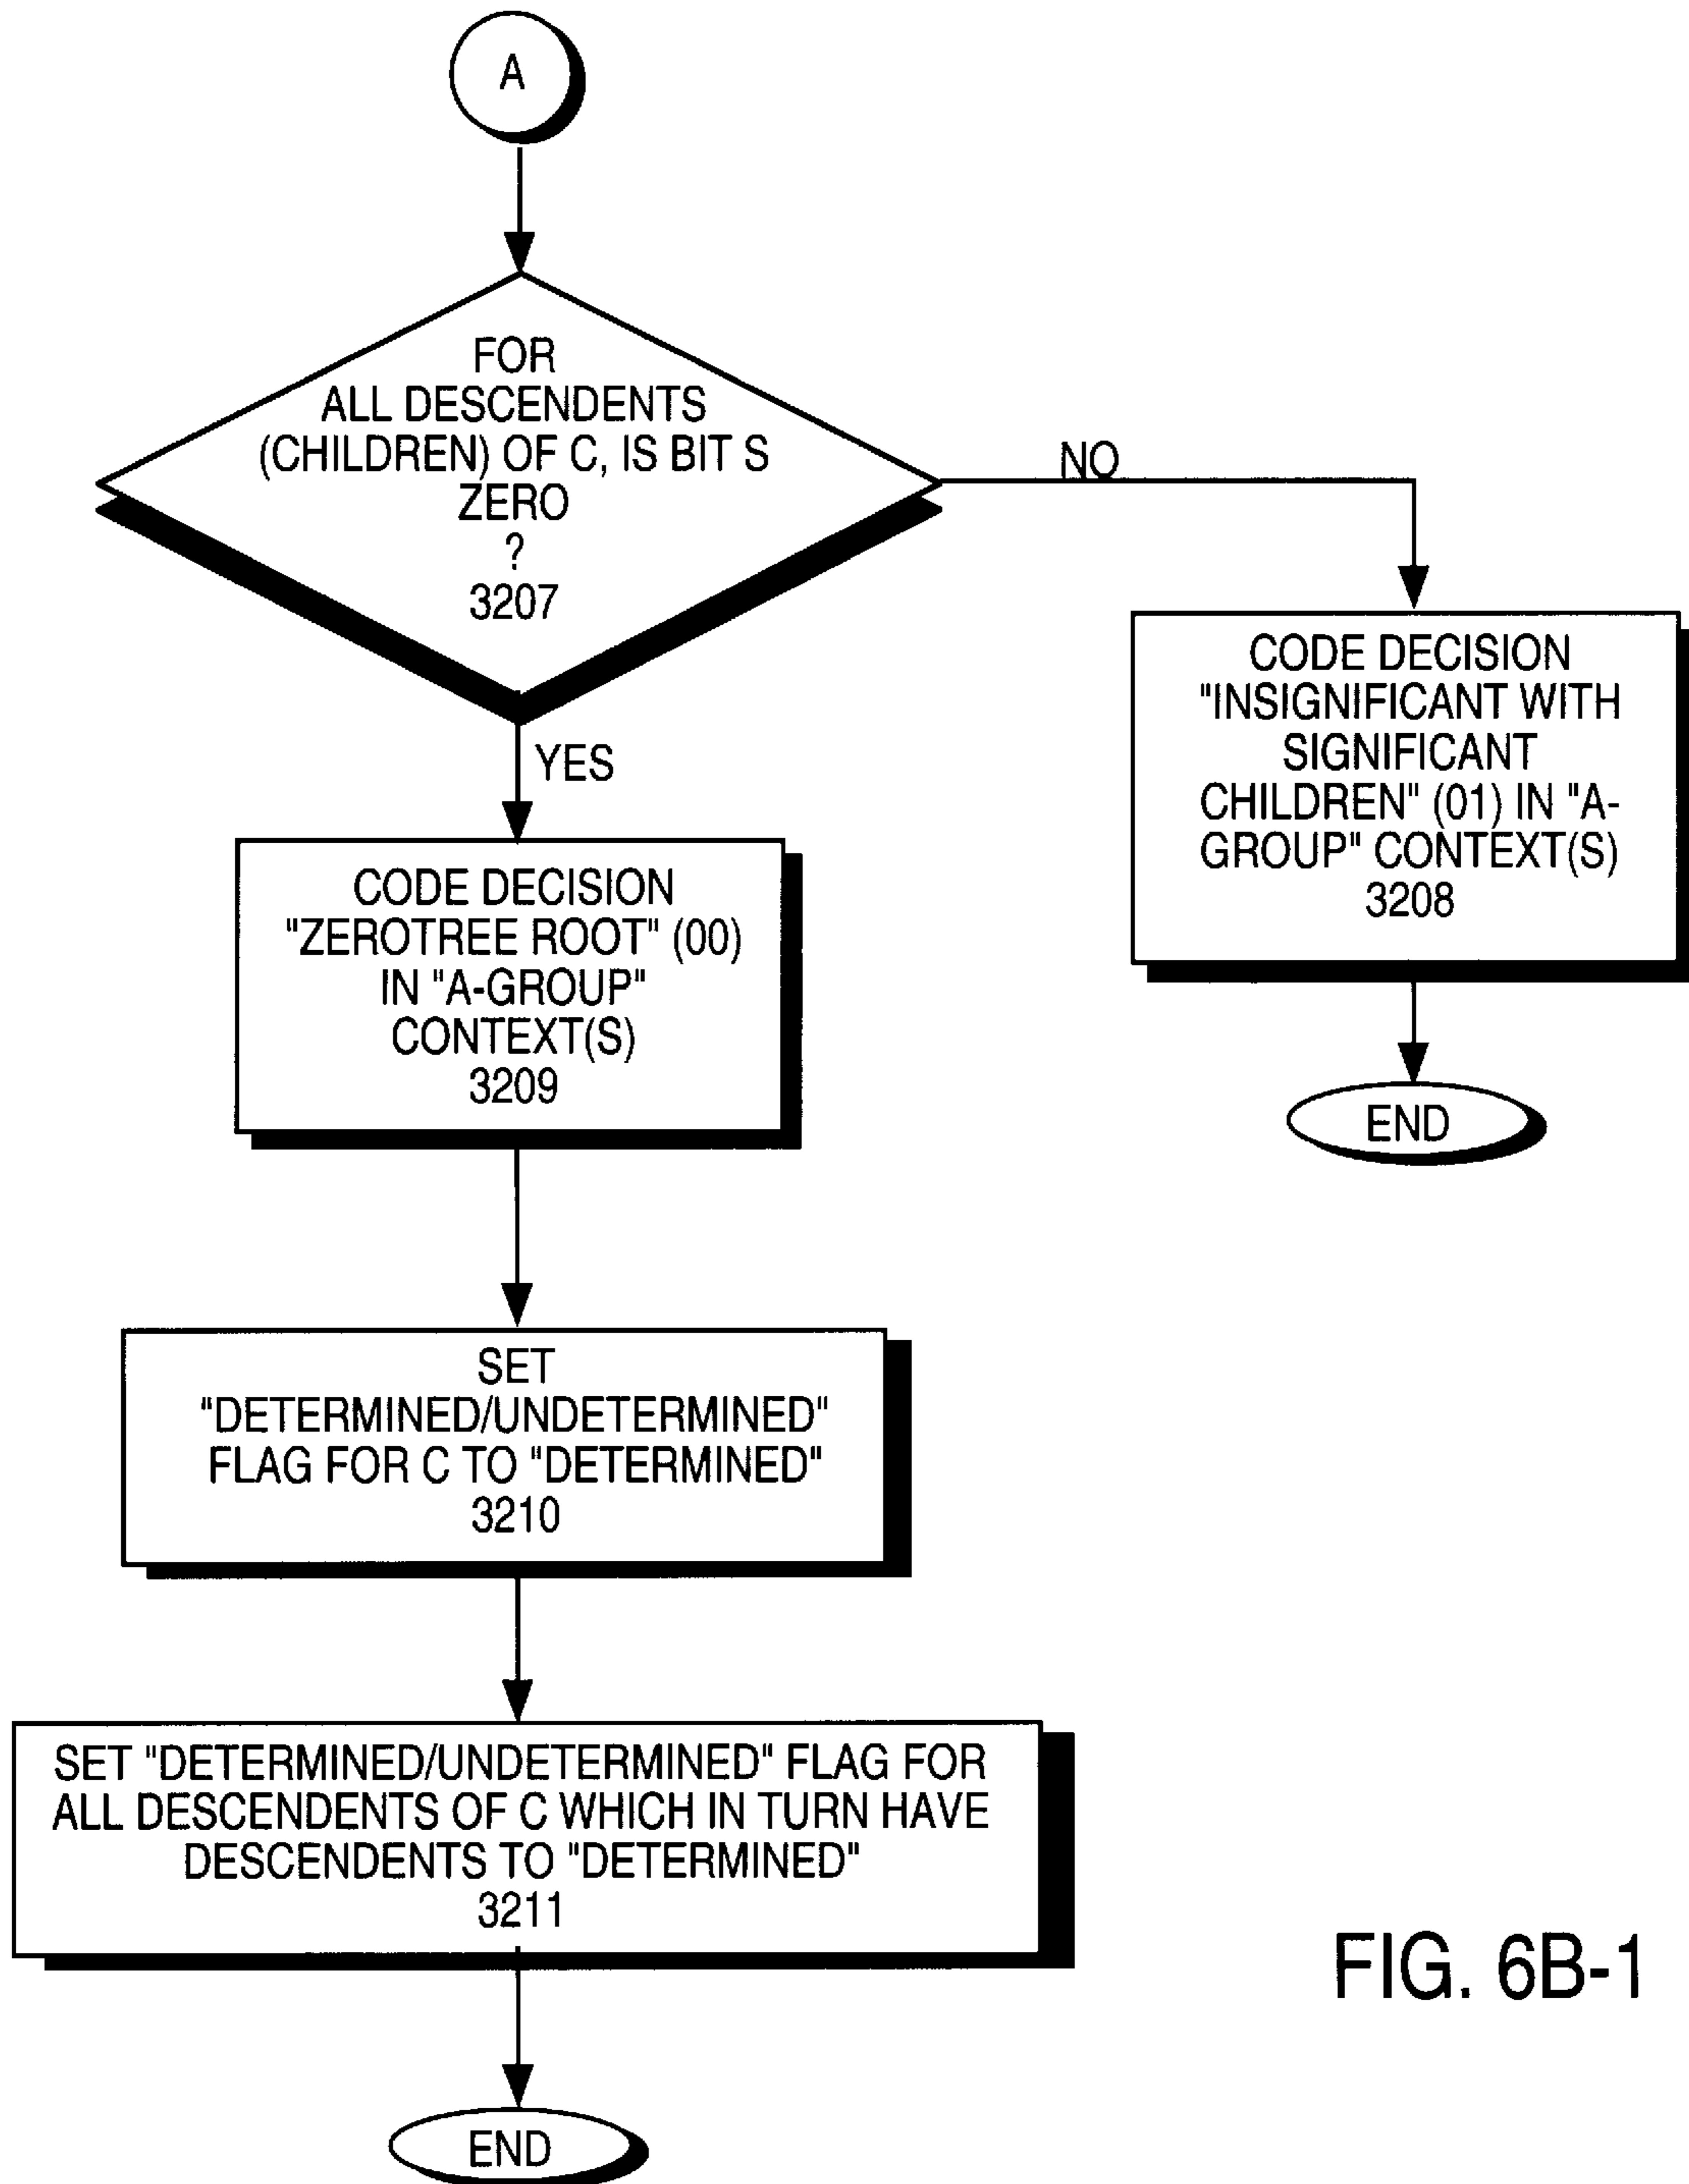 A
FOR
ALL DESCENDENTS
(CHILDREN) OF C, IS BIT S
ZERO
?
3207
NO
YES
CODE DECISION
"INSIGNIFICANT WITH
SIGNIFICANT
CHILDREN" (01) IN "A-
GROUP" CONTEXT(S)
3208
END
CODE DECISION
"ZEROTREE ROOT" (00)
IN "A-GROUP"
CONTEXT(S)
3209
SET
"DETERMINED/UNDETERMINED"
FLAG FOR C TO "DETERMINED"
3210
SET "DETERMINED/UNDETERMINED" FLAG FOR
ALL DESCENDENTS OF C WHICH IN TURN HAVE
DESCENDENTS TO "DETERMINED"
3211
END
FIG. 6B-1